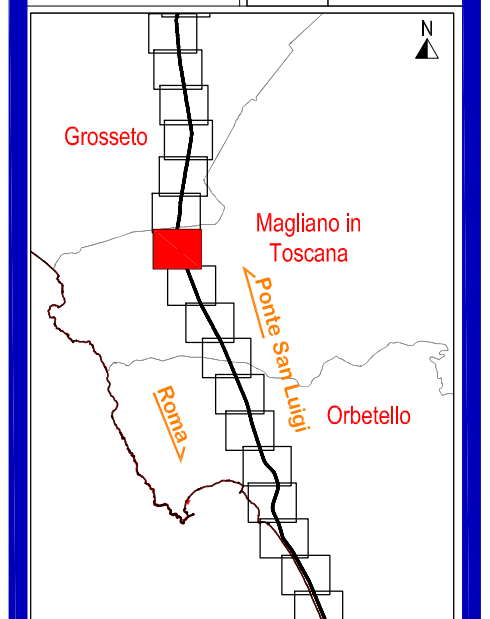 N
Grosseto
Magliano in
Toscana
Ponte San Luigi
Roma
Orbetello